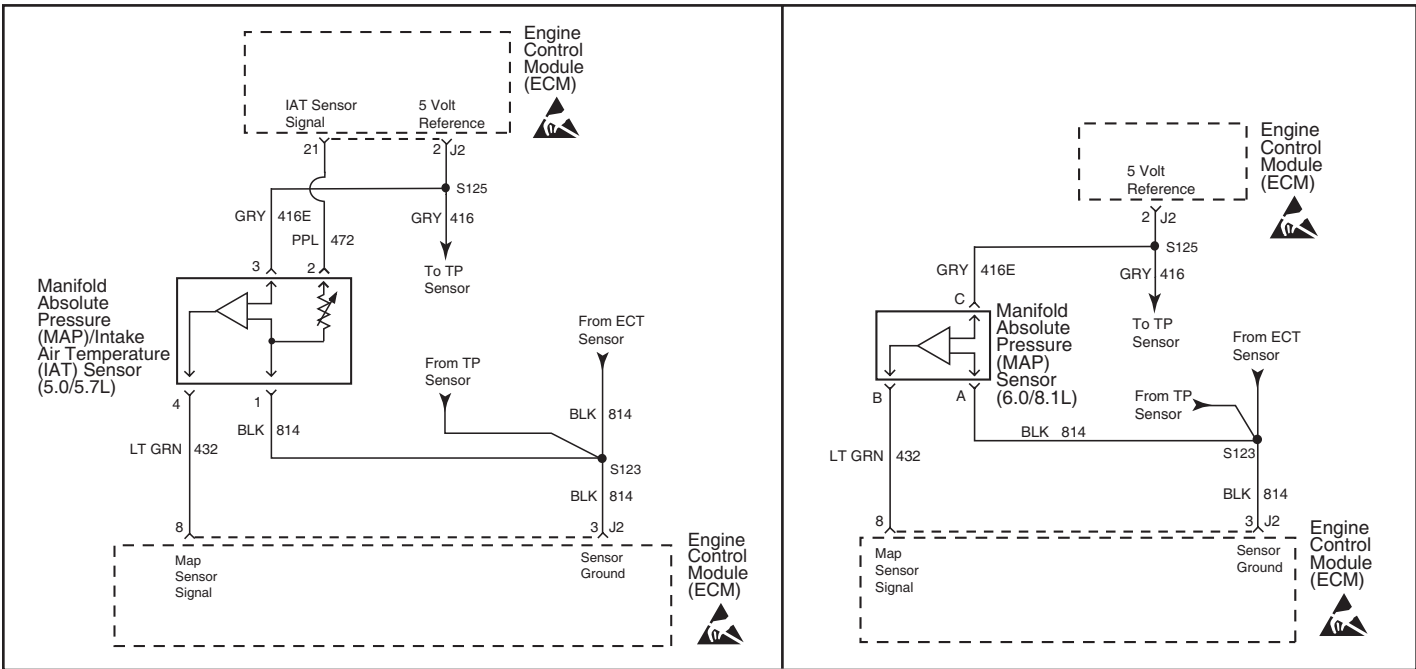 Engine
Control
Module
(ECM)
IAT Sensor
Signal
5 Volt
Reference
21
2
J2
S125
GRY
416E
GRY
416
PPL
472
To TP
Sensor
3
2
Manifold
Absolute
Pressure
(MAP)/Intake
Air Temperature
(IAT) Sensor
(5.0/5.7L)
From ECT
Sensor
From TP
Sensor
4
1
BLK
814
BLK
814
LT GRN
432
S123
BLK
814
8
3
J2
Map
Sensor
Signal
Sensor
Ground
Engine
Control
Module
(ECM)
Engine
Control
Module
(ECM)
5 Volt
Reference
2
J2
S125
GRY
416E
GRY
416
C
Manifold
Absolute
Pressure
(MAP)
Sensor
(6.0/8.1L)
To TP
Sensor
From ECT
Sensor
From TP
Sensor
B
A
BLK
814
S123
LT GRN
432
BLK
814
8
3
J2
Map
Sensor
Signal
Sensor
Ground
Engine
Control
Module
(ECM)